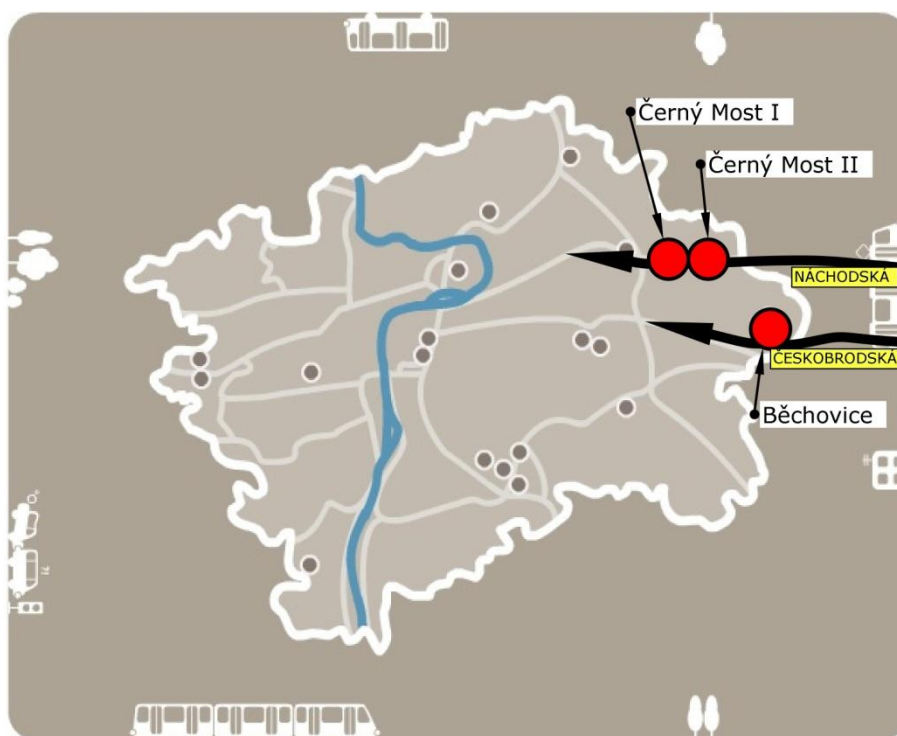 Černý Most I
Černý Most II
NÁCHODSKÁ
ČESKOBRODSKÁ
Běchovice